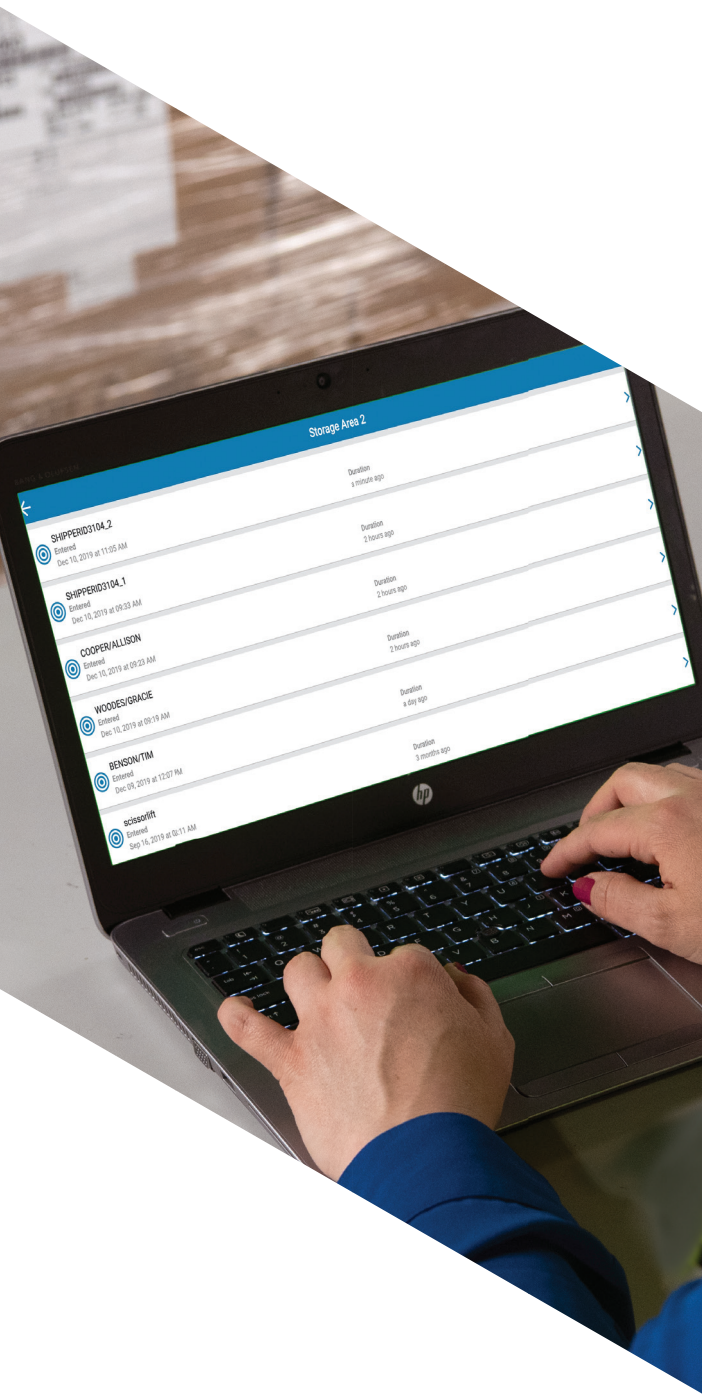 Storage Area 2
SHIPPERID3104_2
Entered
Dec 10, 2019 at 11:05 AM
Duration
a minute ago
SHIPPERID3104_1
Entered
Dec 10, 2019 at 09:33 AM
Duration
2 hours ago
COOPER/ALLISON
Entered
Dec 10, 2019 at 09:23 AM
Duration
2 hours ago
WOODES/GRACIE
Entered
Dec 10, 2019 at 09:19 AM
Duration
2 hours ago
BENSON/TIM
Entered
Dec 09, 2019 at 12:07 PM
Duration
a day ago
scissorlift
Entered
Sep 16, 2019 at 02:11 AM
Duration
3 months ago
hp